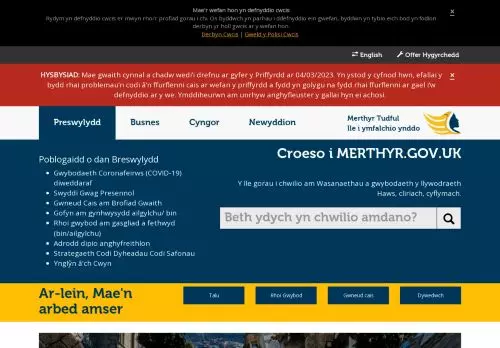 Mae'r wefan hon yn defnyddio cwcis
Rydym yn defnyddio cwcis er mwyn rhoi'r profiad gorau i chi. Os byddwch yn parhau i ddefnyddio ein gwefan, byddwn yn tybio eich bod yn fodlon
derbyn yr holl gwcis ar y wefan hon.
Derbyn Cwcis | Gweld y Polisi Cwcis
English
Offer Hygyrchedd
HYSBYSIAD: Mae gwaith cynnal a chadw wedi'i drefnu ar gyfer y Priffyrdd ar 04/03/2023. Yn ystod y cyfnod hwn, efallai y
bydd rhai problemau'n codi â'n ffurflenni cais ar wefan y priffyrdd a fydd yn golygu na fydd rhai ffurflenni ar gael i'w
defnyddio ar y we. Ymddiheurwn am unrhyw anghyfleuster y gallai hyn ei achosi.
Preswylydd
Busnes
Cyngor
Newyddion
Merthyr Tudful
lle i ymfalchïo ynddo
Poblogaidd o dan Breswylydd
Gwybodaeth Coronafeirws (COVID-19)
diweddaraf
Swyddi Gwag Presennol
Gwneud Cais am Brofiad Gwaith
Gofyn am gynhwysydd ailgylchu/ bin
Rhoi gwybod am gasgliad a fethwyd
(bin/ailgylchu)
Adrodd dipio anghyfreithlon
Strategaeth Codi Dyheadau Codi Safonau
Ynglŷn â'ch Cwyn
Croeso i MERTHYR.GOV.UK
Y lle gorau i chwilio am Wasanaethau a gwybodaeth y llywodraeth
Haws, cliriach, cyflymach.
Beth ydych yn chwilio amdano?
Ar-lein, Mae'n
arbed amser
Talu
Rhoi Gwybod
Gwneud cais
Dywedwch